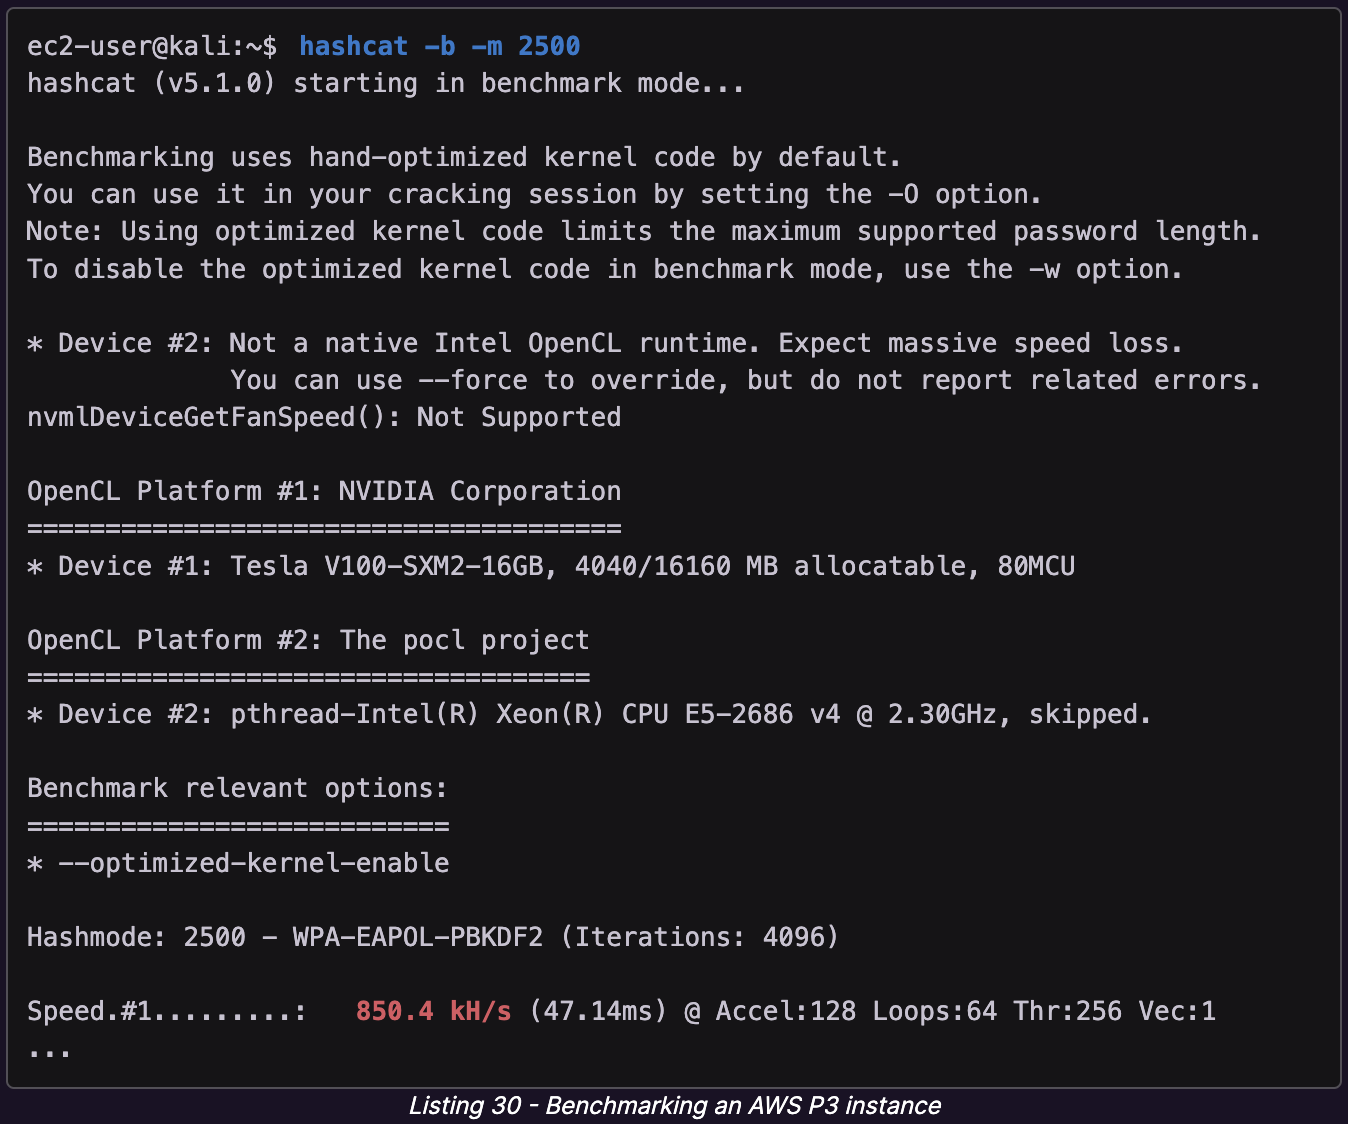 ec2-user@kali:~$ hashcat -b -m 2500
hashcat (v5.1.0) starting in benchmark mode...
Benchmarking uses hand-optimized kernel code by default.
You can use it in your cracking session by setting the -O option.
Note: Using optimized kernel code limits the maximum supported password length.
To disable the optimized kernel code in benchmark mode, use the -w option.
* Device #2: Not a native Intel OpenCL runtime. Expect massive speed loss.
You can use --force to override, but do not report related errors.
nvmlDeviceGetFanSpeed(): Not Supported
OpenCL Platform #1: NVIDIA Corporation
======================================
* Device #1: Tesla V100-SXM2-16GB, 4040/16160 MB allocatable, 80MCU
OpenCL Platform #2: The pocl project
====================================
* Device #2: pthread-Intel(R) Xeon(R) CPU E5-2686 v4 @ 2.30GHz, skipped.
Benchmark relevant options:
===========================
* --optimized-kernel-enable
Hashmode: 2500 - WPA-EAPOL-PBKDF2 (Iterations: 4096)
Speed.#1.........:   850.4 kH/s (47.14ms) @ Accel:128 Loops:64 Thr:256 Vec:1
...
Listing 30 - Benchmarking an AWS P3 instance